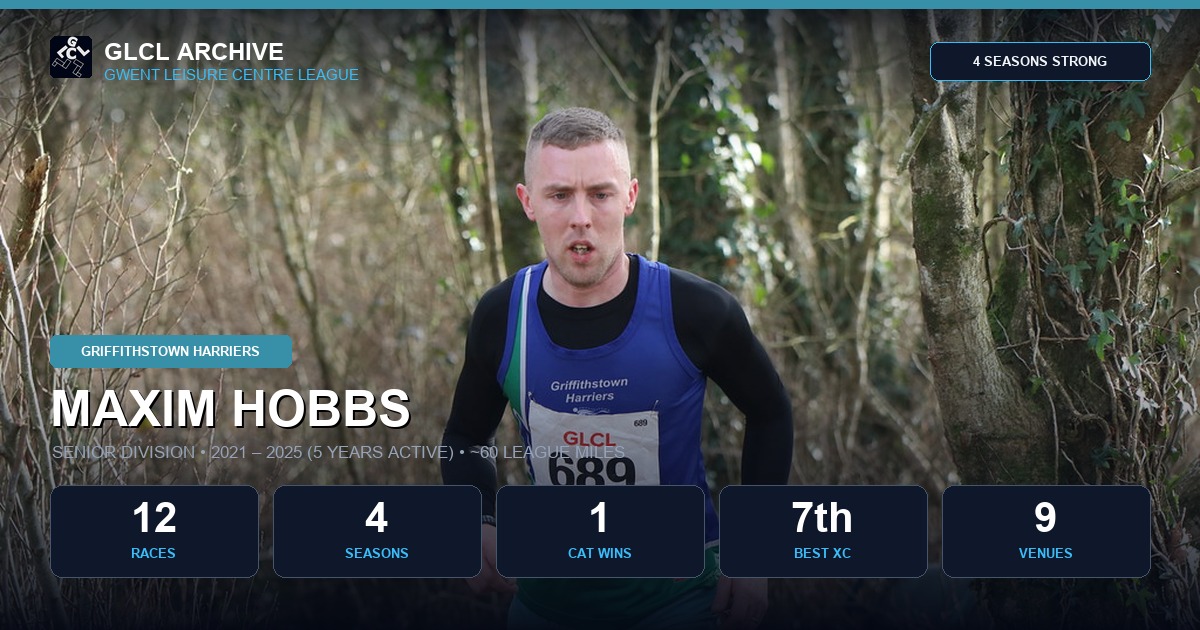 GLCL ARCHIVE
GWENT LEISURE CENTRE LEAGUE
4 SEASONS STRONG
GRIFFITHSTOWN HARRIERS
MAXIM HOBBS
SENIOR DIVISION • 2021 – 2025 (5 YEARS ACTIVE) • ~60 LEAGUE MILES
Griffithstown
Harriers
689
GLCL
689
12
RACES
4
SEASONS
1
CAT WINS
7th
BEST XC
9
VENUES